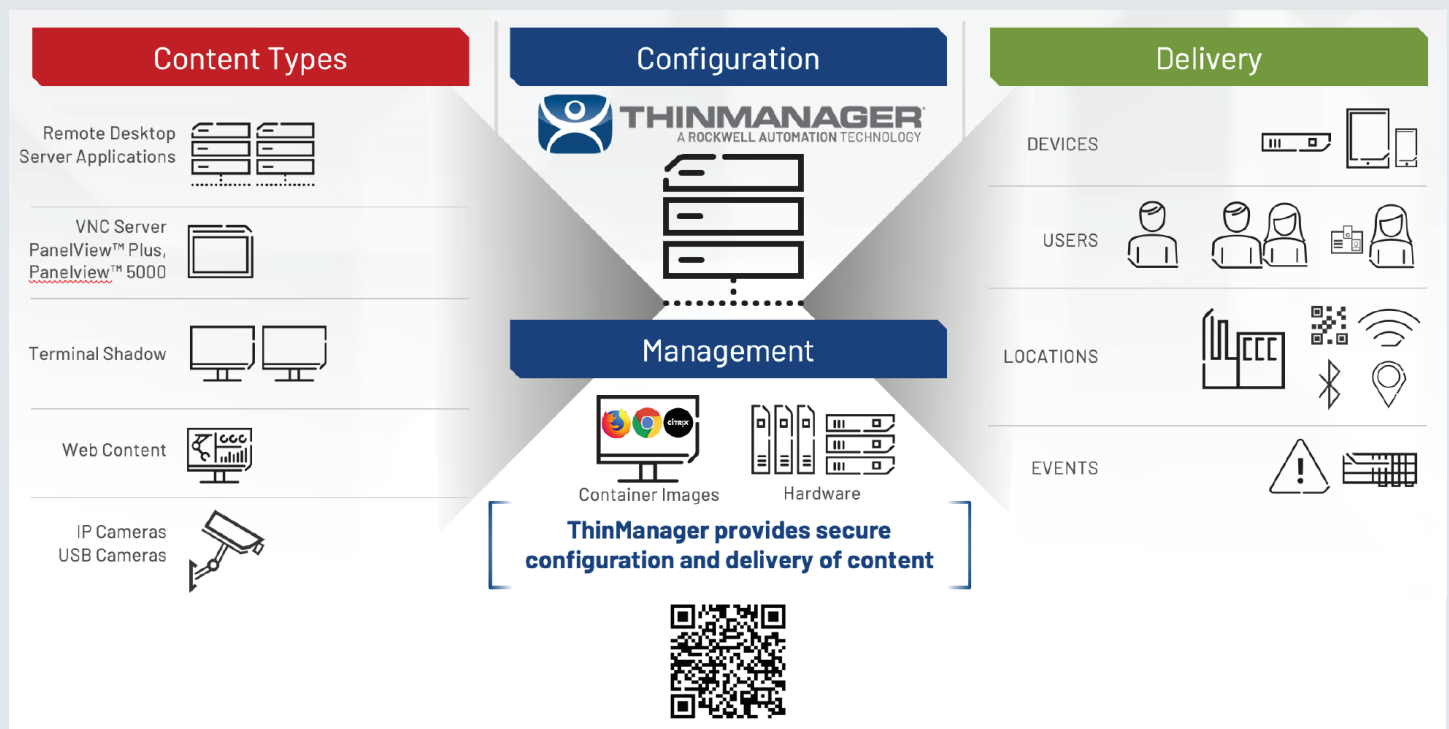 Content Types
Remote Desktop
Server Applications
VNC Server
PanelView™ Plus,
Panelview™ 5000
Terminal Shadow
Web Content
IP Cameras
USB Cameras
Configuration
THINMANAGER®
A ROCKWELL AUTOMATION TECHNOLOGY
Management
CITRIX
Container Images
Hardware
ThinManager provides secure
configuration and delivery of content
Delivery
DEVICES
USERS
LOCATIONS
EVENTS